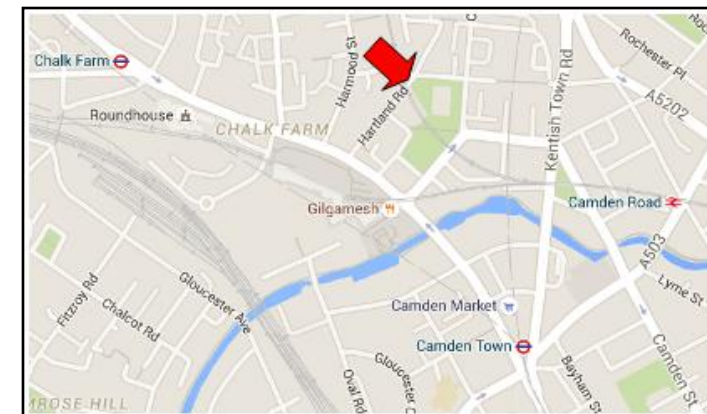 Chalk Farm
Harmood St
Rochester Pl
Roundhouse
CHALK FARM
Hartland Rd
Kentish Town Rd
A5202
Gilgamesh
Camden Road
A503
Lyme St
Fitzroy Rd
Chalcot Rd
Gloucester Ave
Camden Market
Camden Town
Gloucester C
Oval Rd
Bayham S
Camden St
MROSE HILL